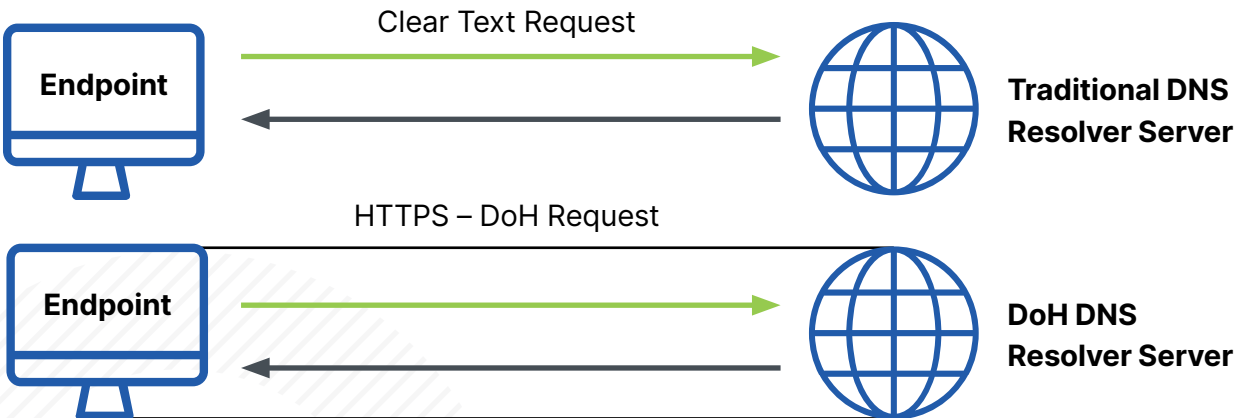 Clear Text Request
Endpoint
Traditional DNS
Resolver Server
HTTPS – DoH Request
Endpoint
DoH DNS
Resolver Server